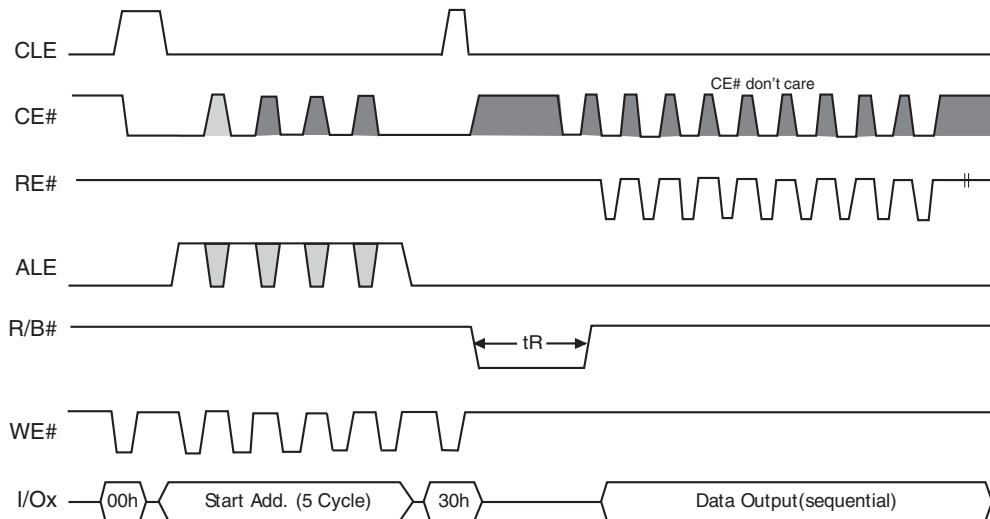 CLE
CE# don't care
CE#
RE#
ALE
R/B#
tR
WE#
I/Ox
00h
Start Add. (5 Cycle)
30h
Data Output(sequential)